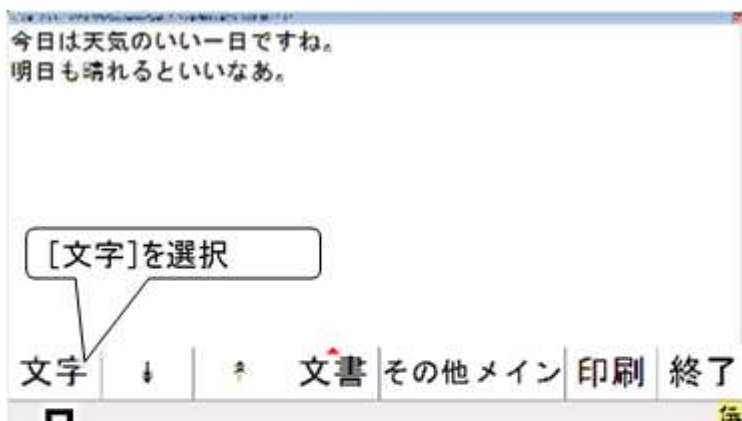 今日は天気のいい一日ですね。
明日も晴れるといいなあ。
[文字]を選択
文字 ↓ ↑ 文書 その他 メイン 印刷 終了